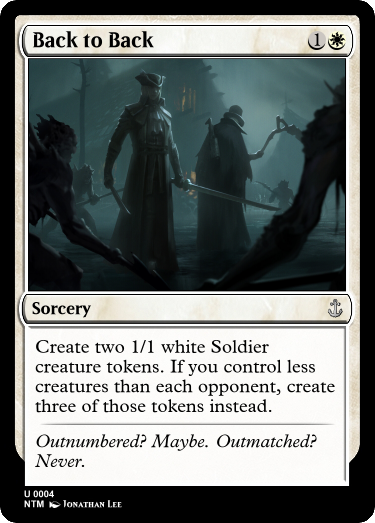 Back to Back 1
Sorcery
Create two 1/1 white Soldier
creature tokens. If you control less
creatures than each opponent, create
three of those tokens instead.
Outnumbered? Maybe. Outmatched?
Never.
U 0004
NTM Jonathan Lee